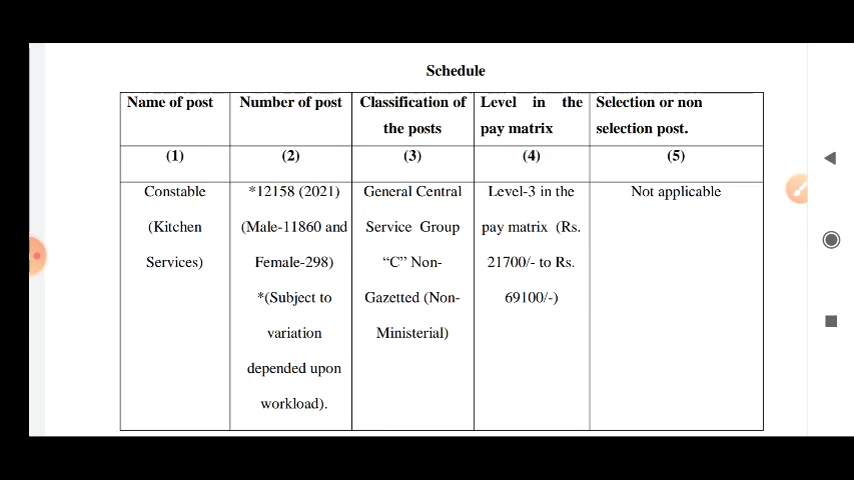 Schedule
Name of post Number of post Classification of Level in the Selection or non
the posts pay matrix selection post.
(1) (2) (3) (4) (5)
Constable *12158 (2021) General Central Level-3 in the Not applicable
(Kitchen (Male-11860 and Service Group pay matrix (Rs.
Services) Female-298) “C” Non- 21700/- to Rs.
*(Subject to Gazetted (Non- 69100/-)
variation Ministerial)
depended upon
workload).